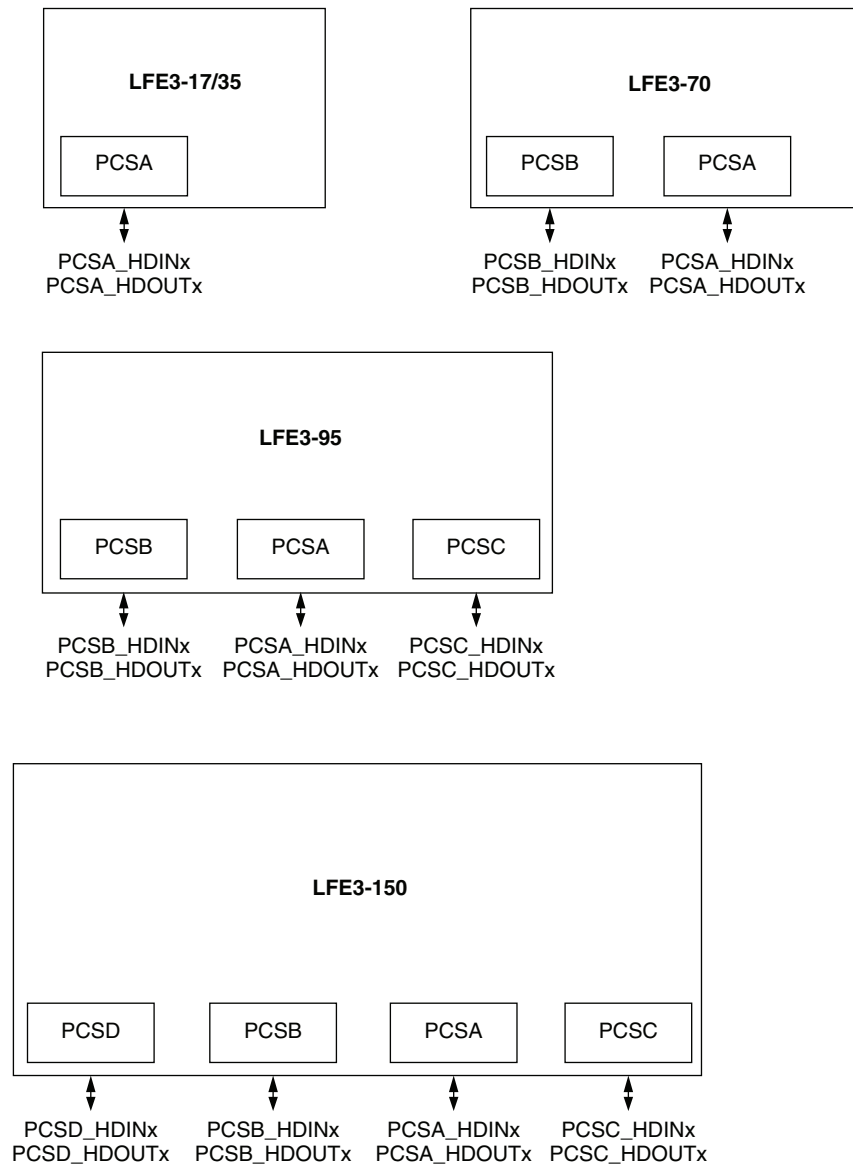 LFE3-17/35
PCSA
PCSA_HDINx
PCSA_HDOUTx
LFE3-70
PCSB
PCSA
PCSB_HDINx
PCSB_HDOUTx
PCSA_HDINx
PCSA_HDOUTx
LFE3-95
PCSB
PCSA
PCSC
PCSB_HDINx
PCSB_HDOUTx
PCSA_HDINx
PCSA_HDOUTx
PCSC_HDINx
PCSC_HDOUTx
LFE3-150
PCSD
PCSB
PCSA
PCSC
PCSD_HDINx
PCSD_HDOUTx
PCSB_HDINx
PCSB_HDOUTx
PCSA_HDINx
PCSA_HDOUTx
PCSC_HDINx
PCSC_HDOUTx